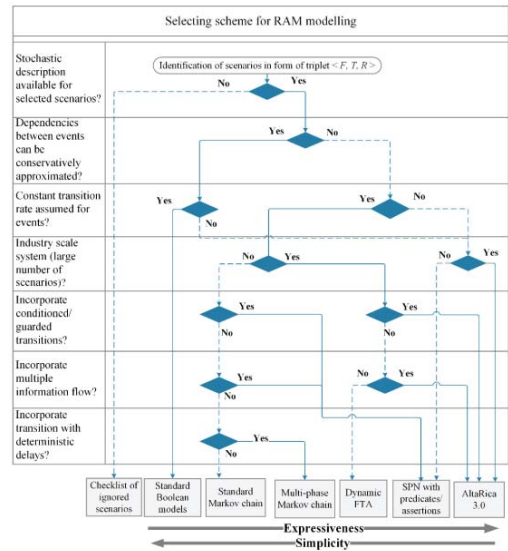 Selecting scheme for RAM modelling
Stochastic
description
available for
selected scenarios?
Identification of scenarios in form of triplet < F, T, R >
No
Yes
Dependencies
between events
can be
conservatively
approximated?
Yes
No
Constant transition
rate assumed for
events?
Yes
No
Yes
No
Industry scale
system (large
number of
scenarios)?
No
Yes
No
Yes
Incorporate
conditioned/
guarded
transitions?
Yes
No
Yes
No
Incorporate
multiple
information flow?
Yes
No
No
Yes
Incorporate
transition with
deterministic
delays?
Yes
No
Checklist of
ignored
scenarios
Standard
Boolean
models
Standard
Markov chain
Multi-phase
Markov chain
Dynamic
FTA
SPN with
predicates/
assertions
AltaRica
3.0
Expressiveness
Simplicity